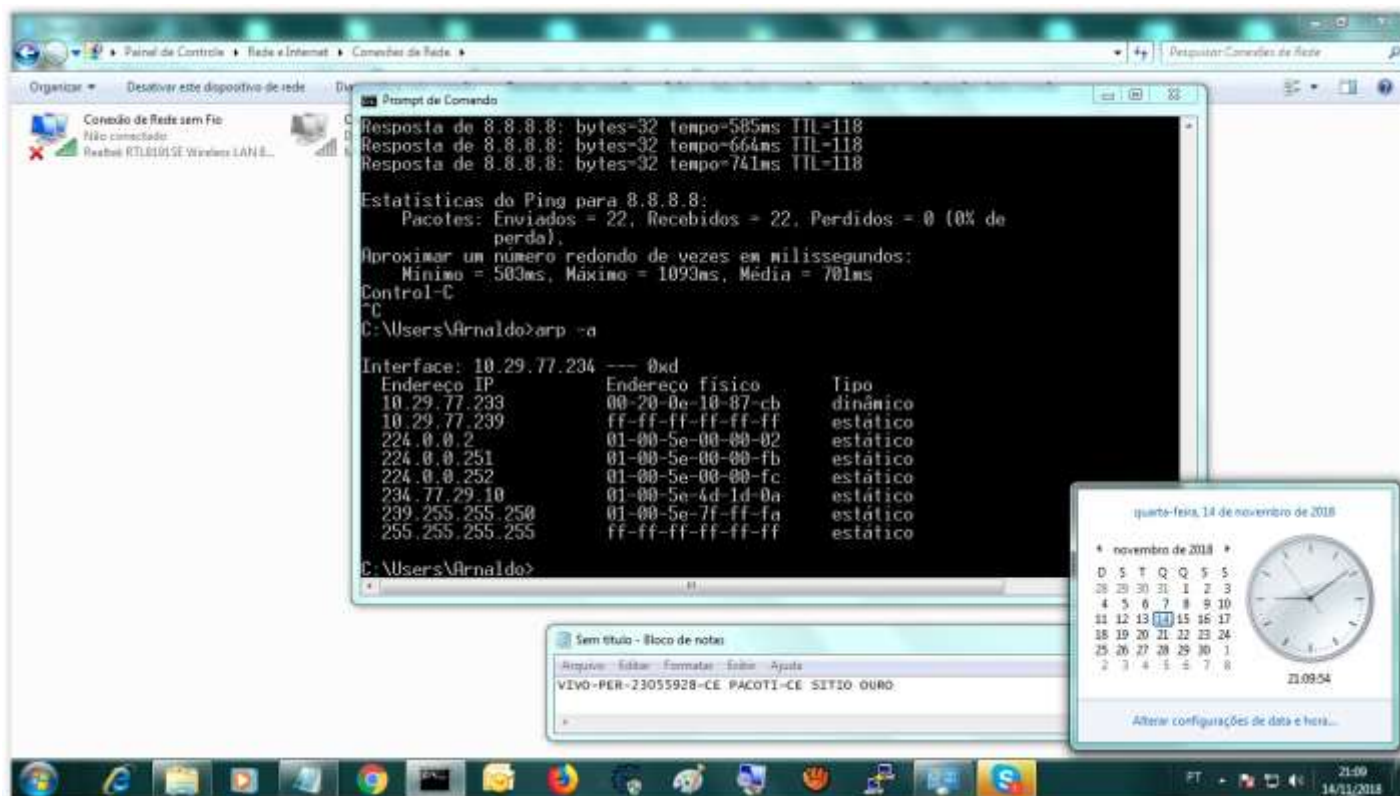 Painel de Controle ▸ Rede e Internet ▸ Conexões de Rede ▸
Pesquisar Conexões de Rede
Organizar
Desativar este dispositivo de rede
Conexão de Rede sem Fio
Não conectado
Realtek RTL8191SE Wireless LAN 8...
Prompt de Comando
Resposta de 8.8.8.8: bytes=32 tempo=585ms TTL=118
Resposta de 8.8.8.8: bytes=32 tempo=664ms TTL=118
Resposta de 8.8.8.8: bytes=32 tempo=741ms TTL=118
Estatísticas do Ping para 8.8.8.8:
Pacotes: Enviados = 22, Recebidos = 22, Perdidos = 0 (0% de
perda),
Aproximar um número redondo de vezes em milissegundos:
Mínimo = 503ms, Máximo = 1093ms, Média = 701ms
Control-C
^C
C:\Users\Arnaldo>arp -a
Interface: 10.29.77.234 --- 0xd
Endereço IP Endereço físico Tipo
10.29.77.233 00-20-0e-10-87-cb dinâmico
10.29.77.239 ff-ff-ff-ff-ff-ff estático
224.0.0.2 01-00-5e-00-00-02 estático
224.0.0.251 01-00-5e-00-00-fb estático
224.0.0.252 01-00-5e-00-00-fc estático
234.77.29.10 01-00-5e-4d-1d-0a estático
239.255.255.250 01-00-5e-7f-ff-fa estático
255.255.255.255 ff-ff-ff-ff-ff-ff estático
C:\Users\Arnaldo>
Sem título - Bloco de notas
Arquivo Editar Formatar Exibir Ajuda
VIVO-PER-23055928-CE PACOTI-CE SITIO OURO
quarta-feira, 14 de novembro de 2018
novembro de 2018
D S T Q Q S S
28 29 30 31 1 2 3
4 5 6 7 8 9 10
11 12 13 14 15 16 17
18 19 20 21 22 23 24
25 26 27 28 29 30 1
2 3 4 5 6 7 8
21:09:54
Alterar configurações de data e hora...
PT
21:09
14/11/2018